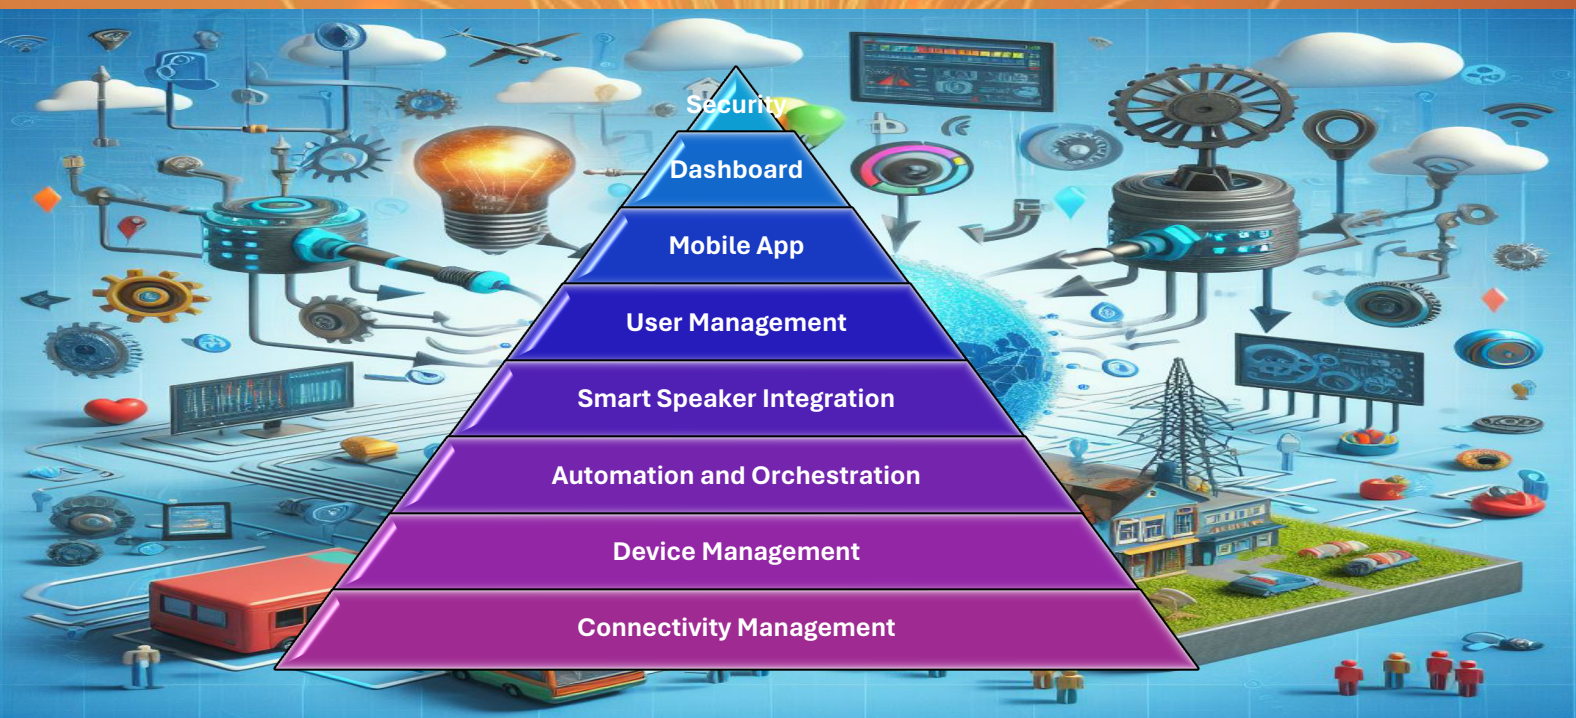 Security
Dashboard
Mobile App
User Management
Smart Speaker Integration
Automation and Orchestration
Device Management
Connectivity Management